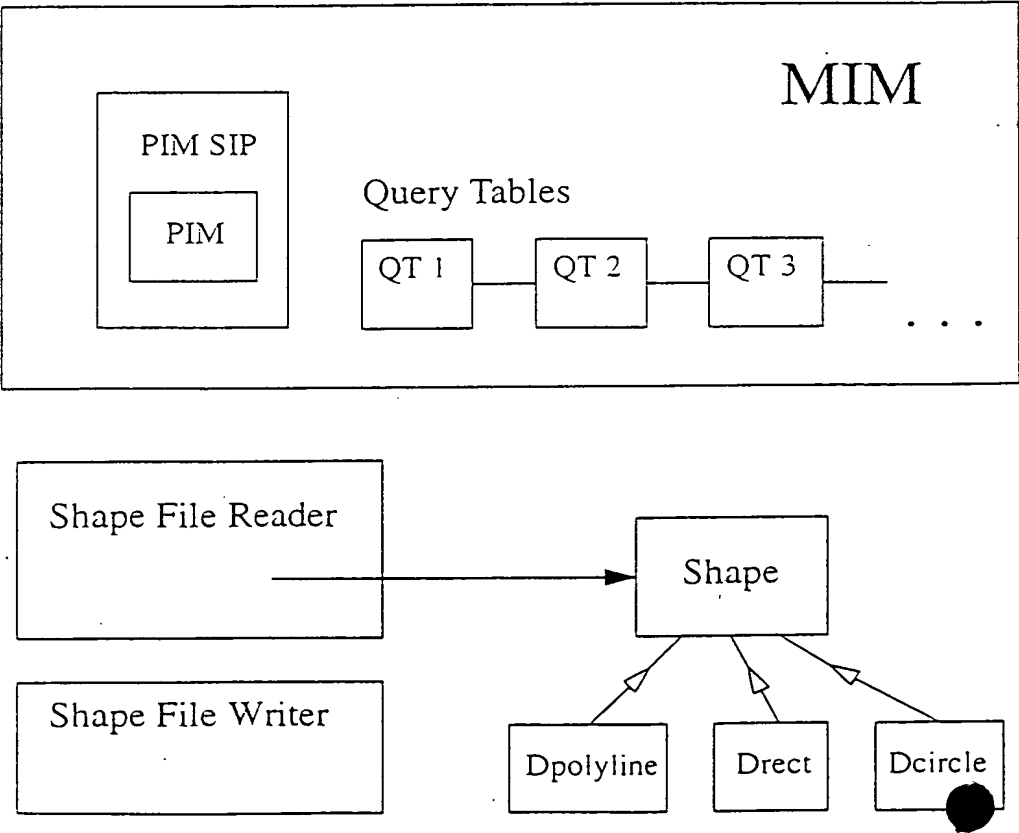 MIM
PIM SIP
PIM
Query Tables
QT 1
QT 2
QT 3
. . .
Shape File Reader
Shape
Shape File Writer
Dpolyline
Drect
Dcircle